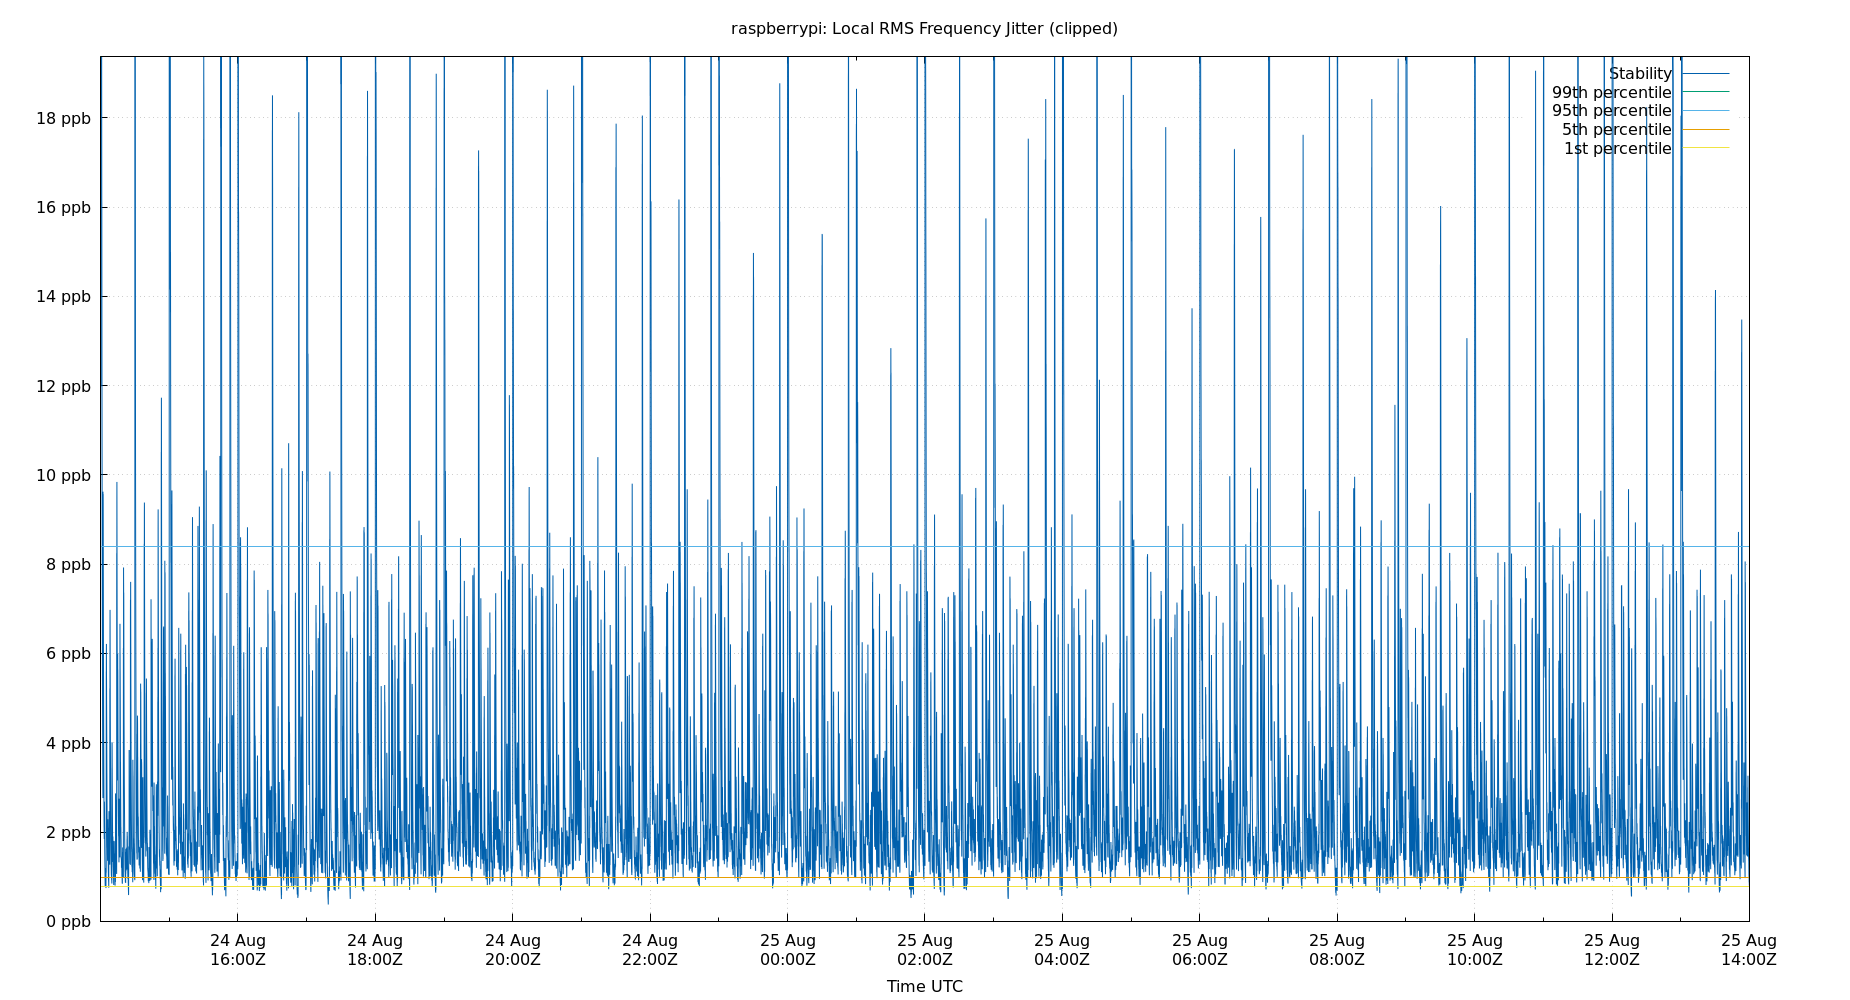 raspberrypi: Local RMS Frequency Jitter (clipped)
Stability
99th percentile
95th percentile
5th percentile
1st percentile
18 ppb
16 ppb
14 ppb
12 ppb
10 ppb
8 ppb
6 ppb
4 ppb
2 ppb
0 ppb
24 Aug 24 Aug 24 Aug 24 Aug 25 Aug 25 Aug 25 Aug 25 Aug 25 Aug 25 Aug 25 Aug 25 Aug
16:00Z 18:00Z 20:00Z 22:00Z 00:00Z 02:00Z 04:00Z 06:00Z 08:00Z 10:00Z 12:00Z 14:00Z
Time UTC